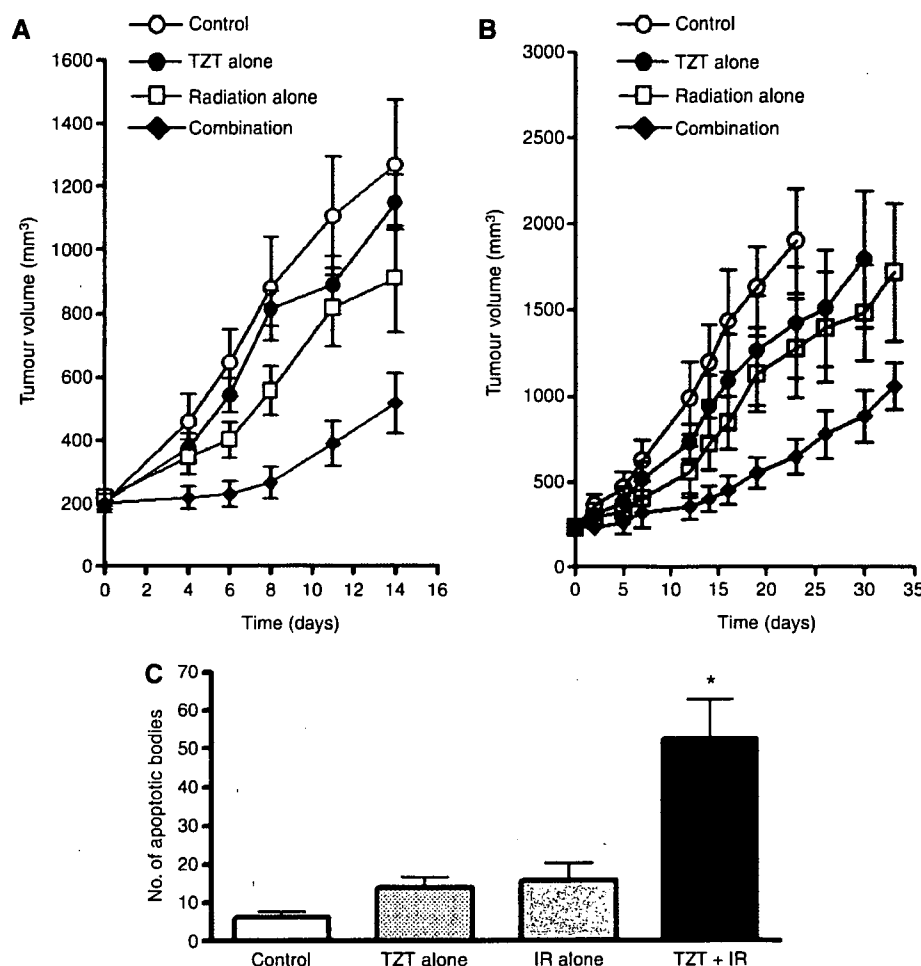 A
Control
TZT alone
Radiation alone
Combination
1600
1400
1200
1000
800
600
400
200
0
Tumour volume (mm³)
0 2 4 6 8 10 12 14 16
Time (days)
B
Control
TZT alone
Radiation alone
Combination
3000
2500
2000
1500
1000
500
0
Tumour volume (mm³)
0 5 10 15 20 25 30 35
Time (days)
C
70
60
50
40
30
20
10
0
No. of apoptotic bodies
*
Control TZT alone IR alone TZT + IR